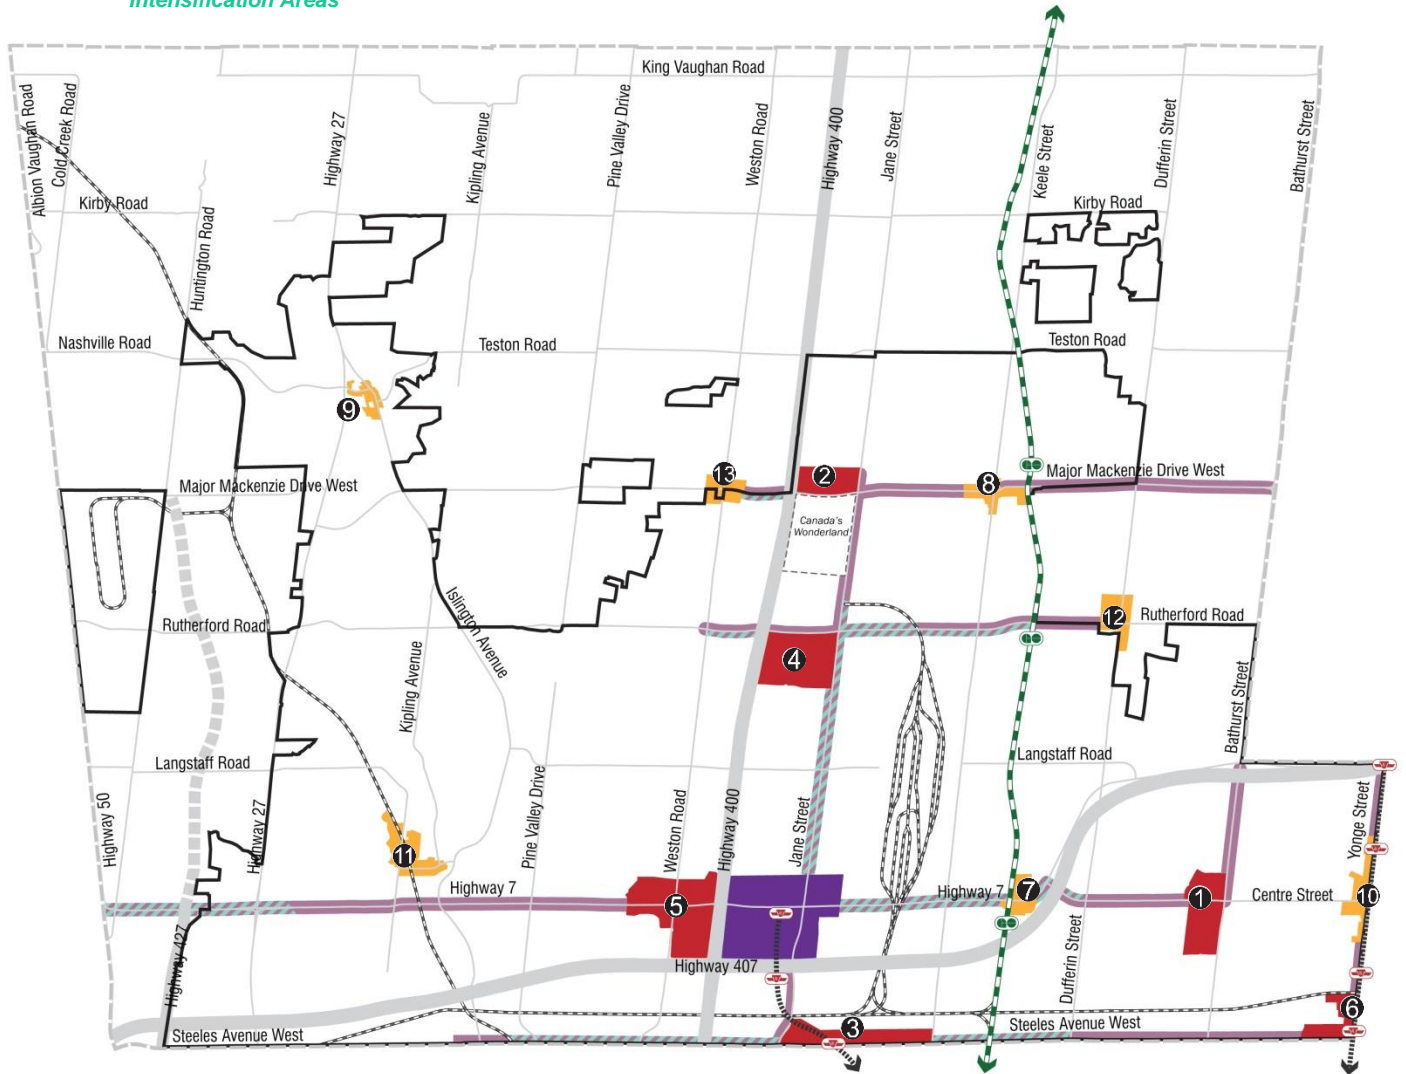 Intensification Areas
King Vaughan Road
Albion Vaughan Road
Cold Creek Road
Highway 27
Kipling Avenue
Pine Valley Drive
Weston Road
Highway 400
Jane Street
Keele Street
Dufferin Street
Bathurst Street
Kirby Road
Kirby Road
Huntington Road
Nashville Road
Teston Road
Teston Road
9
13
2
8
Major Mackenzie Drive West
Major Mackenzie Drive West
Canada's
Wonderland
Islington Avenue
12
Rutherford Road
Rutherford Road
4
Kipling Avenue
Bathurst Street
Langstaff Road
Langstaff Road
Highway 50
Highway 27
Pine Valley Drive
Weston Road
Highway 400
Jane Street
Yonge Street
11
Highway 7
5
Highway 7
7
1
Centre Street
10
Highway 427
Highway 407
Dufferin Street
6
Steeles Avenue West
3
Steeles Avenue West